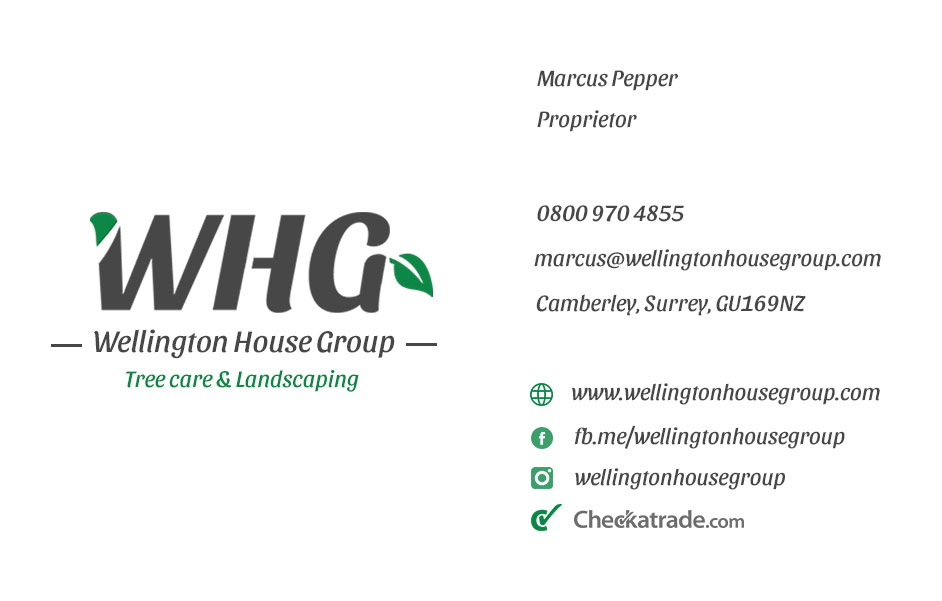 WHG
Wellington House Group
Tree care & Landscaping
Marcus Pepper
Proprietor
0800 970 4855
marcus@wellingtonhousegroup.com
Camberley, Surrey, GU169NZ
www.wellingtonhousegroup.com
fb.me/wellingtonhousegroup
wellingtonhousegroup
Checkatrade.com